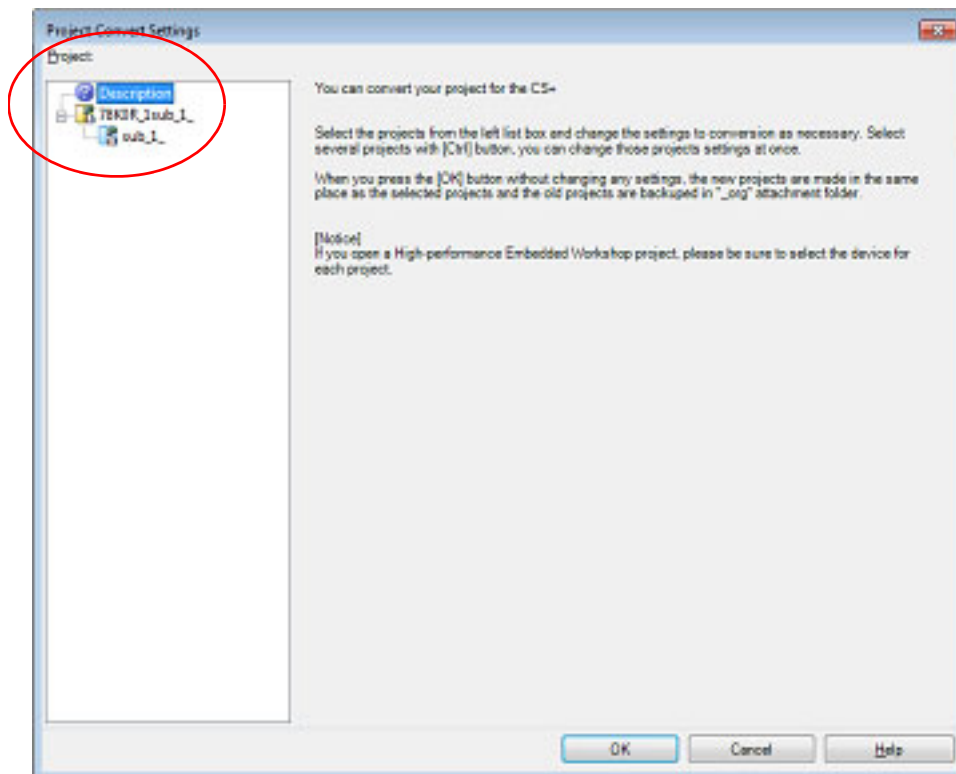 Project Convert Settings
Project:
Description
78K0R_1sub_1_
sub_1_
You can convert your project for the CS+
Select the projects from the left list box and change the settings to conversion as necessary. Select
several projects with [Ctrl] button, you can change those projects settings at once.
When you press the [OK] button without changing any settings, the new projects are made in the same
place as the selected projects and the old projects are backuped in "_org" attachment folder.
[Notice]
If you open a High-performance Embedded Workshop project, please be sure to select the device for
each project.
OK
Cancel
Help